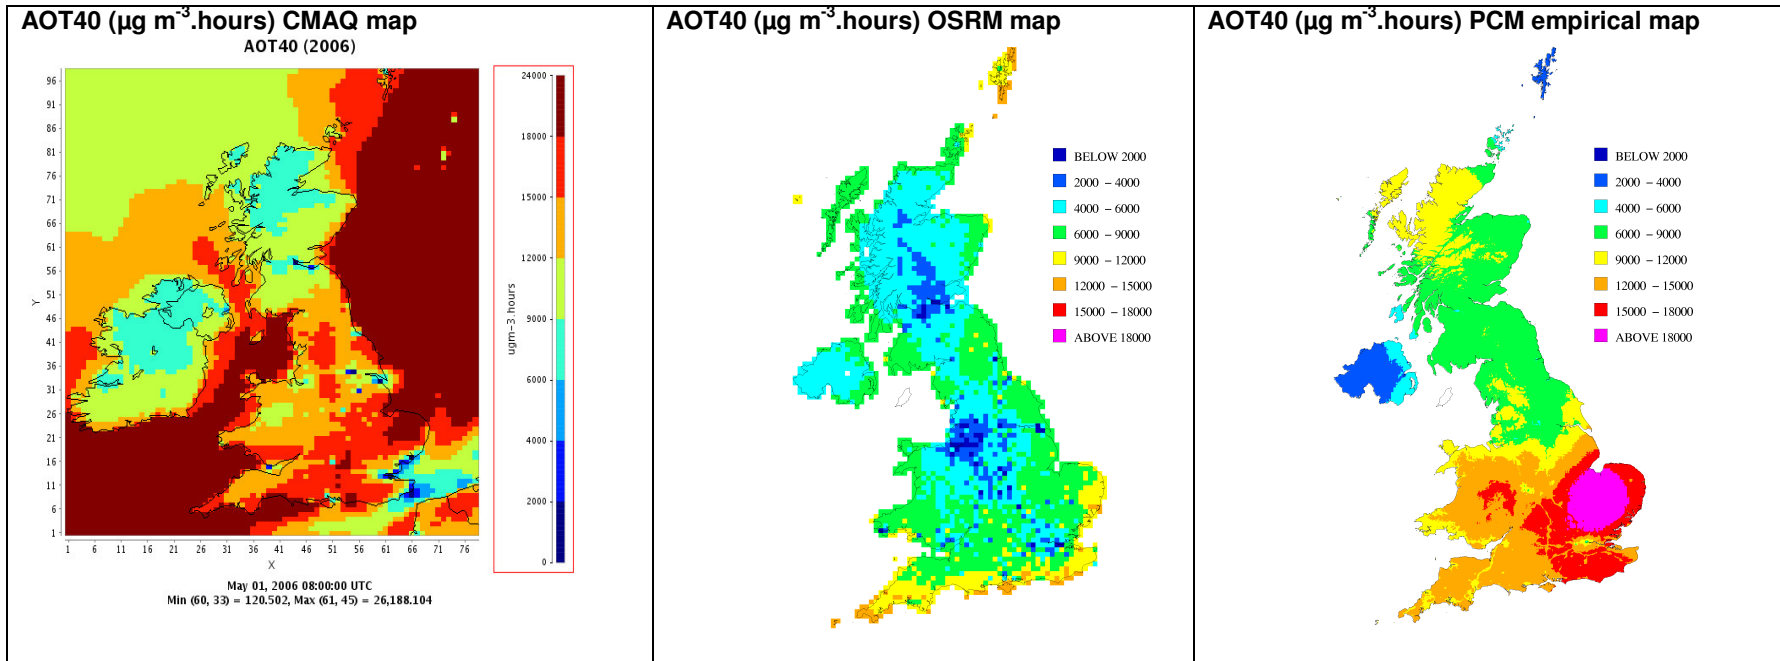 AOT40 (µg m-3.hours) CMAQ map
AOT40 (2006)
96
91
86
81
76
71
66
61
56
51
46
41
36
31
26
21
16
11
6
1
Y
1 6 11 16 21 26 31 36 41 46 51 56 61 66 71 76
X
24000
18000
15000
12000
9000
6000
4000
2000
0
ugm-3.hours
May 01, 2006 08:00:00 UTC
Min (60, 33) = 120.502, Max (61, 45) = 26,188.104
AOT40 (µg m-3.hours) OSRM map
BELOW 2000
2000 - 4000
4000 - 6000
6000 - 9000
9000 - 12000
12000 - 15000
15000 - 18000
ABOVE 18000
AOT40 (µg m-3.hours) PCM empirical map
BELOW 2000
2000 - 4000
4000 - 6000
6000 - 9000
9000 - 12000
12000 - 15000
15000 - 18000
ABOVE 18000